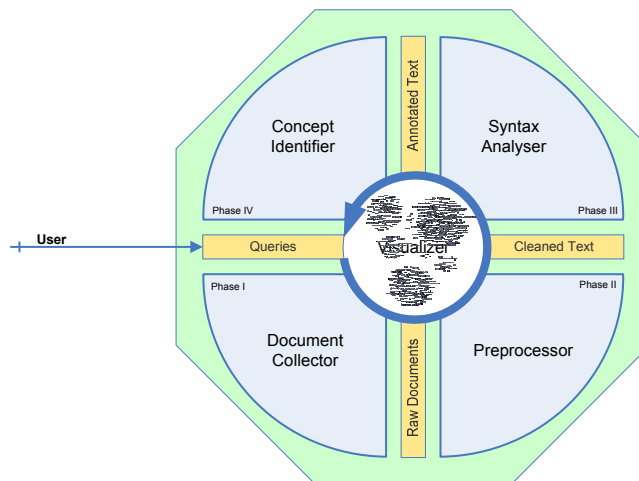 Concept
Identifier
Annotated Text
Syntax
Analyser
Phase IV
Phase III
User
Queries
Visualizer
Cleaned Text
Phase I
Phase II
Document
Collector
Raw Documents
Preprocessor